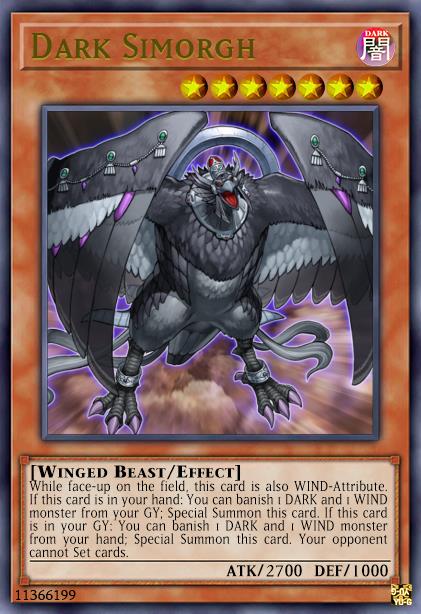 DARK SIMORGH
DARK
闇
[WINGED BEAST/EFFECT]
While face-up on the field, this card is also WIND-Attribute.
If this card is in your hand: You can banish 1 DARK and 1 WIND
monster from your GY; Special Summon this card. If this card
is in your GY: You can banish 1 DARK and 1 WIND monster
from your hand; Special Summon this card. Your opponent
cannot Set cards.
ATK/2700 DEF/1000
11366199